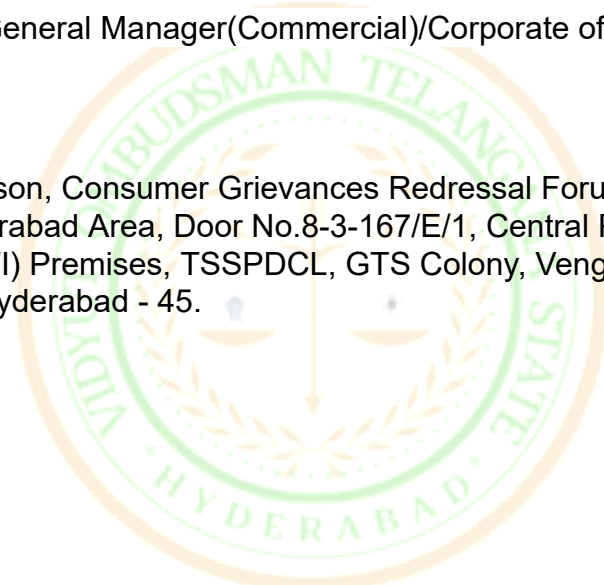 General Manager(Commercial)/Corporate of
son, Consumer Grievances Redressal Foru
rabad Area, Door No.8-3-167/E/1, Central
I) Premises, TSSPDCL, GTS Colony, Veng
yderabad - 45.
VIDYUT OMBUDSMAN TELANGANA STATE
HYDERABAD